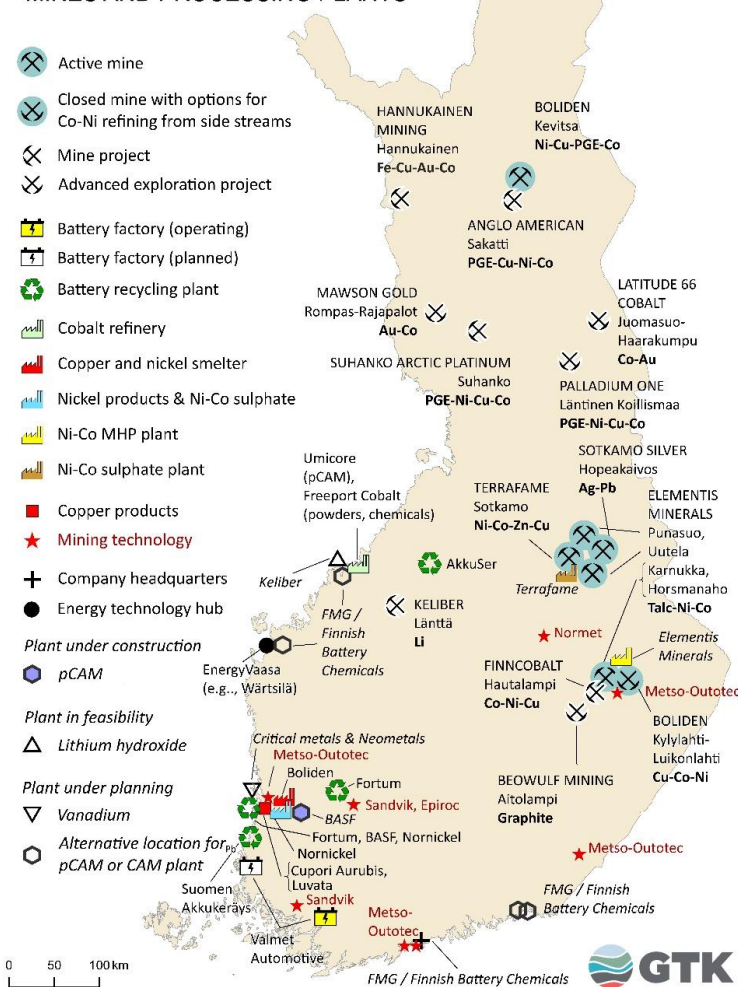 MINES AND PROCESSING PLANTS
Active mine
Closed mine with options for
Co-Ni refining from side streams
Mine project
Advanced exploration project
Battery factory (operating)
Battery factory (planned)
Battery recycling plant
Cobalt refinery
Copper and nickel smelter
Nickel products & Ni-Co sulphate
Ni-Co MHP plant
Ni-Co sulphate plant
Copper products
Mining technology
Company headquarters
Energy technology hub
Plant under construction
pCAM
Plant in feasibility
Lithium hydroxide
Plant under planning
Vanadium
Alternative location for
pCAM or CAM plant
0 50 100 km
HANNUKAINEN
MINING
Hannukainen
Fe-Cu-Au-Co
BOLIDEN
Kevitsa
Ni-Cu-PGE-Co
ANGLO AMERICAN
Sakatti
PGE-Cu-Ni-Co
MAWSON GOLD
Rompas-Rajapalot
Au-Co
LATITUDE 66
COBALT
Juomasuo-
Haarakumpu
Co-Au
SUHANKO ARCTIC PLATINUM
Suhanko
PGE-Ni-Cu-Co
PALLADIUM ONE
Läntinen Koillismaa
PGE-Ni-Cu-Co
SOTKAMO SILVER
Hopeakaivos
Ag-Pb
Umicore
(pCAM),
Freeport Cobalt
(powders, chemicals)
TERRAFAME
Sotkamo
Ni-Co-Zn-Cu
ELEMENTIS
MINERALS
Punasuo,
Uutela
Karnukka,
Horsmanaho
Talc-Ni-Co
Keliber
AkkuSer
Terrafame
FMG /
Finnish
Battery
Chemicals
KELIBER
Länttä
Li
Normet
Elementis
Minerals
EnergyVaasa
(e.g.., Wärtsilä)
FINNCOBALT
Hautalampi
Co-Ni-Cu
Metso-Outotec
BOLIDEN
Kylylahti-
Luikonlahti
Cu-Co-Ni
Critical metals & Neometals
Metso-Outotec
Boliden
Fortum
Sandvik, Epiroc
BASF
BEOWULF MINING
Aitolampi
Graphite
Fortum, BASF, Nornickel
Pb
Nornickel
Cupori Aurubis,
Luvata
Metso-Outotec
Suomen
Akkukeräys
Sandvik
FMG / Finnish
Battery Chemicals
Metso-
Outotec
Valmet
Automotive
FMG / Finnish Battery Chemicals
GTK